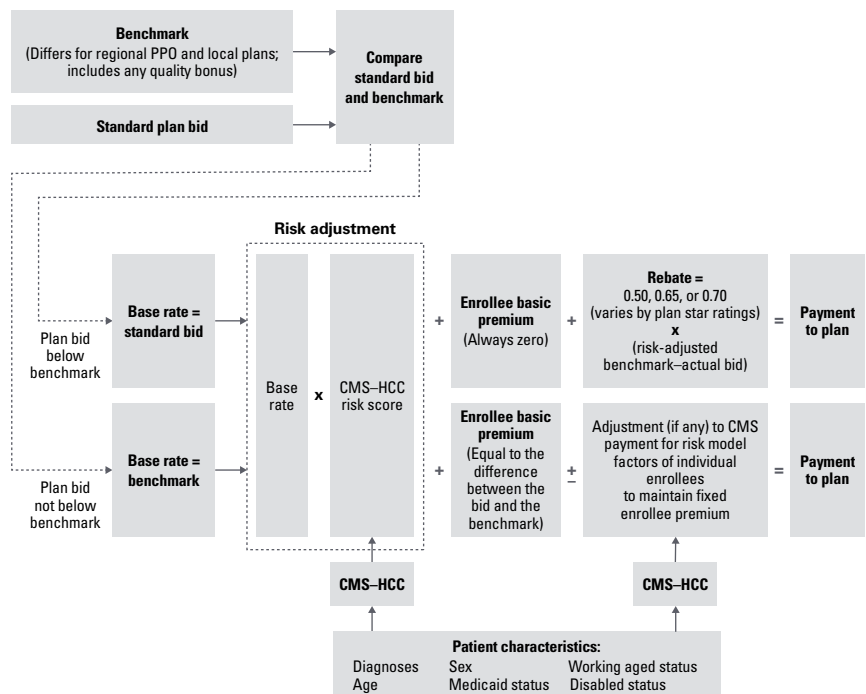 Benchmark
(Differs for regional PPO and local plans;
includes any quality bonus)
Compare
standard bid
and benchmark
Standard plan bid
Risk adjustment
Plan bid
below
benchmark
Base rate =
standard bid
Base
rate
x
CMS–HCC
risk score
+
Enrollee basic
premium
(Always zero)
+
Rebate =
0.50, 0.65, or 0.70
(varies by plan star ratings)
x
(risk-adjusted
benchmark–actual bid)
=
Payment
to plan
Plan bid
not below
benchmark
Base rate =
benchmark
+
Enrollee basic
premium
(Equal to the
difference
between the
bid and the
benchmark)
±
Adjustment (if any) to CMS
payment for risk model
factors of individual
enrollees
to maintain fixed
enrollee premium
=
Payment
to plan
CMS–HCC
CMS–HCC
Patient characteristics:
Diagnoses Sex Working aged status
Age Medicaid status Disabled status